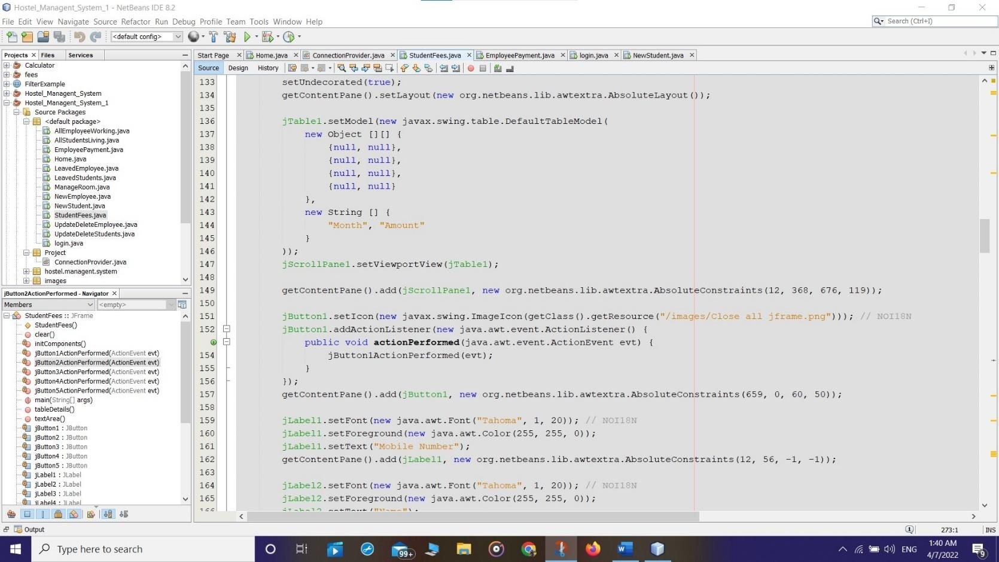 Hostel_Managent_System_1 - NetBeans IDE 8.2
File Edit View Navigate Source Refactor Run Debug Profile Team Tools Window Help
Search (Ctrl+I)
<default config>
Projects Files Services
Calculator
fees
FilterExample
Hostel_Managent_System
Hostel_Managent_System_1
Source Packages
<default package>
AllEmployeeWorking.java
AllStudentsLiving.java
EmployeePayment.java
Home.java
LeavedEmployee.java
LeavedStudents.java
ManageRoom.java
NewEmployee.java
NewStudent.java
StudentFees.java
UpdateDeleteEmployee.java
UpdateDeleteStudents.java
login.java
Project
ConnectionProvider.java
hostel.managent.system
images
jButton2ActionPerformed - Navigator
Members <empty>
StudentFees :: JFrame
StudentFees()
clear()
initComponents()
jButton1ActionPerformed(ActionEvent evt)
jButton2ActionPerformed(ActionEvent evt)
jButton3ActionPerformed(ActionEvent evt)
jButton4ActionPerformed(ActionEvent evt)
jButton5ActionPerformed(ActionEvent evt)
main(String[] args)
tableDetails()
textArea()
jButton1 : JButton
jButton2 : JButton
jButton3 : JButton
jButton4 : JButton
jButton5 : JButton
jLabel1 : JLabel
jLabel2 : JLabel
jLabel3 : JLabel
jLabel4 : JLabel
Start Page Home.java ConnectionProvider.java StudentFees.java EmployeePayment.java login.java NewStudent.java
Source Design History
133 setUndecorated(true);
134 getContentPane().setLayout(new org.netbeans.lib.awtextra.AbsoluteLayout());
135
136 jTable1.setModel(new javax.swing.table.DefaultTableModel(
137 new Object [][] {
138 {null, null},
139 {null, null},
140 {null, null},
141 {null, null}
142 },
143 new String [] {
144 "Month", "Amount"
145 }
146 ));
147 jScrollPane1.setViewportView(jTable1);
148
149 getContentPane().add(jScrollPane1, new org.netbeans.lib.awtextra.AbsoluteConstraints(12, 368, 676, 119));
150
151 jButton1.setIcon(new javax.swing.ImageIcon(getClass().getResource("/images/Close all jframe.png"))); // NOI18N
152 jButton1.addActionListener(new java.awt.event.ActionListener() {
public void actionPerformed(java.awt.event.ActionEvent evt) {
154 jButton1ActionPerformed(evt);
155 }
156 });
157 getContentPane().add(jButton1, new org.netbeans.lib.awtextra.AbsoluteConstraints(659, 0, 60, 50));
158
159 jLabel1.setFont(new java.awt.Font("Tahoma", 1, 20)); // NOI18N
160 jLabel1.setForeground(new java.awt.Color(255, 255, 0));
161 jLabel1.setText("Mobile Number");
162 getContentPane().add(jLabel1, new org.netbeans.lib.awtextra.AbsoluteConstraints(12, 56, -1, -1));
163
164 jLabel2.setFont(new java.awt.Font("Tahoma", 1, 20)); // NOI18N
165 jLabel2.setForeground(new java.awt.Color(255, 255, 0));
166 jLabel2.setText("Name");
Output
273:1 INS
Type here to search
99+
ENG
1:40 AM
4/7/2022
9